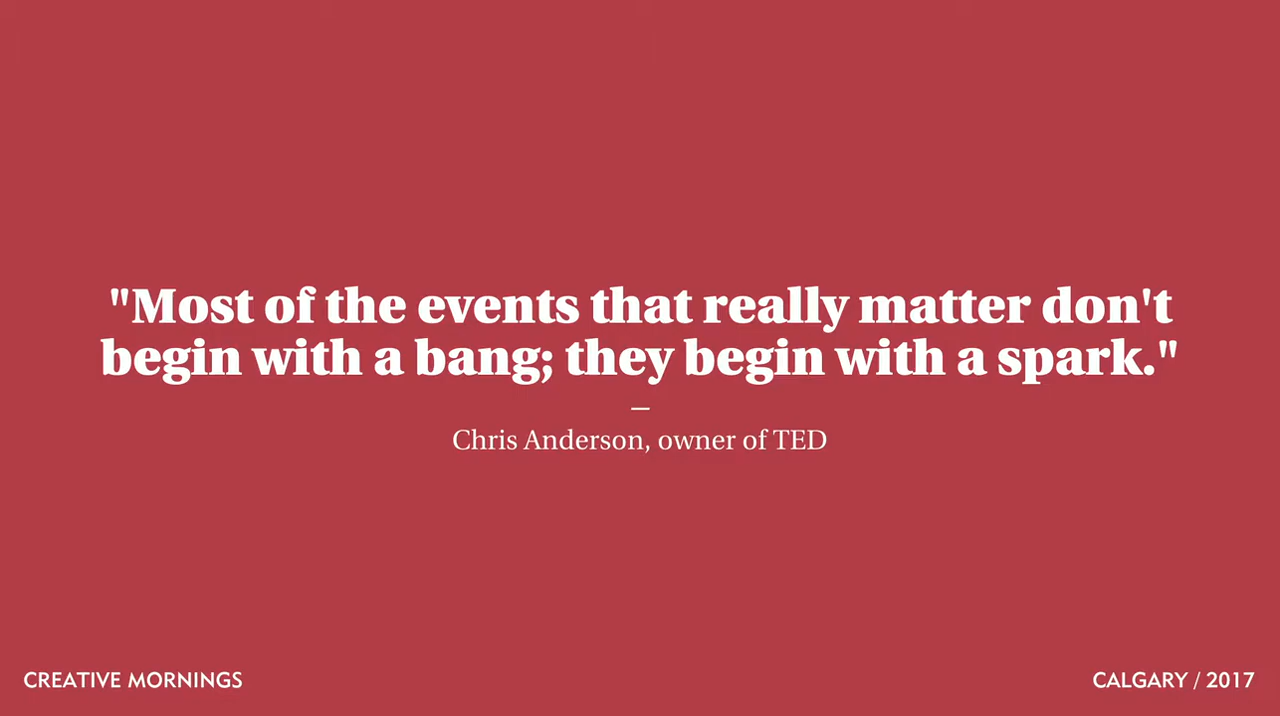 "Most of the events that really matter don't
begin with a bang; they begin with a spark."
–
Chris Anderson, owner of TED
CREATIVE MORNINGS
CALGARY / 2017